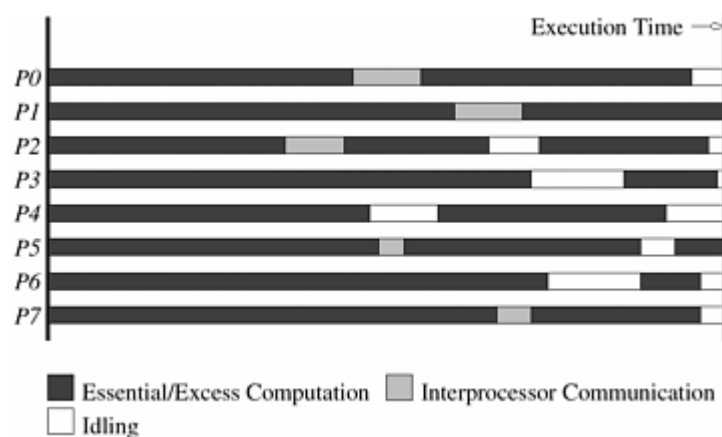 Execution Time
P0
P1
P2
P3
P4
P5
P6
P7
Essential/Excess Computation Interprocessor Communication
Idling